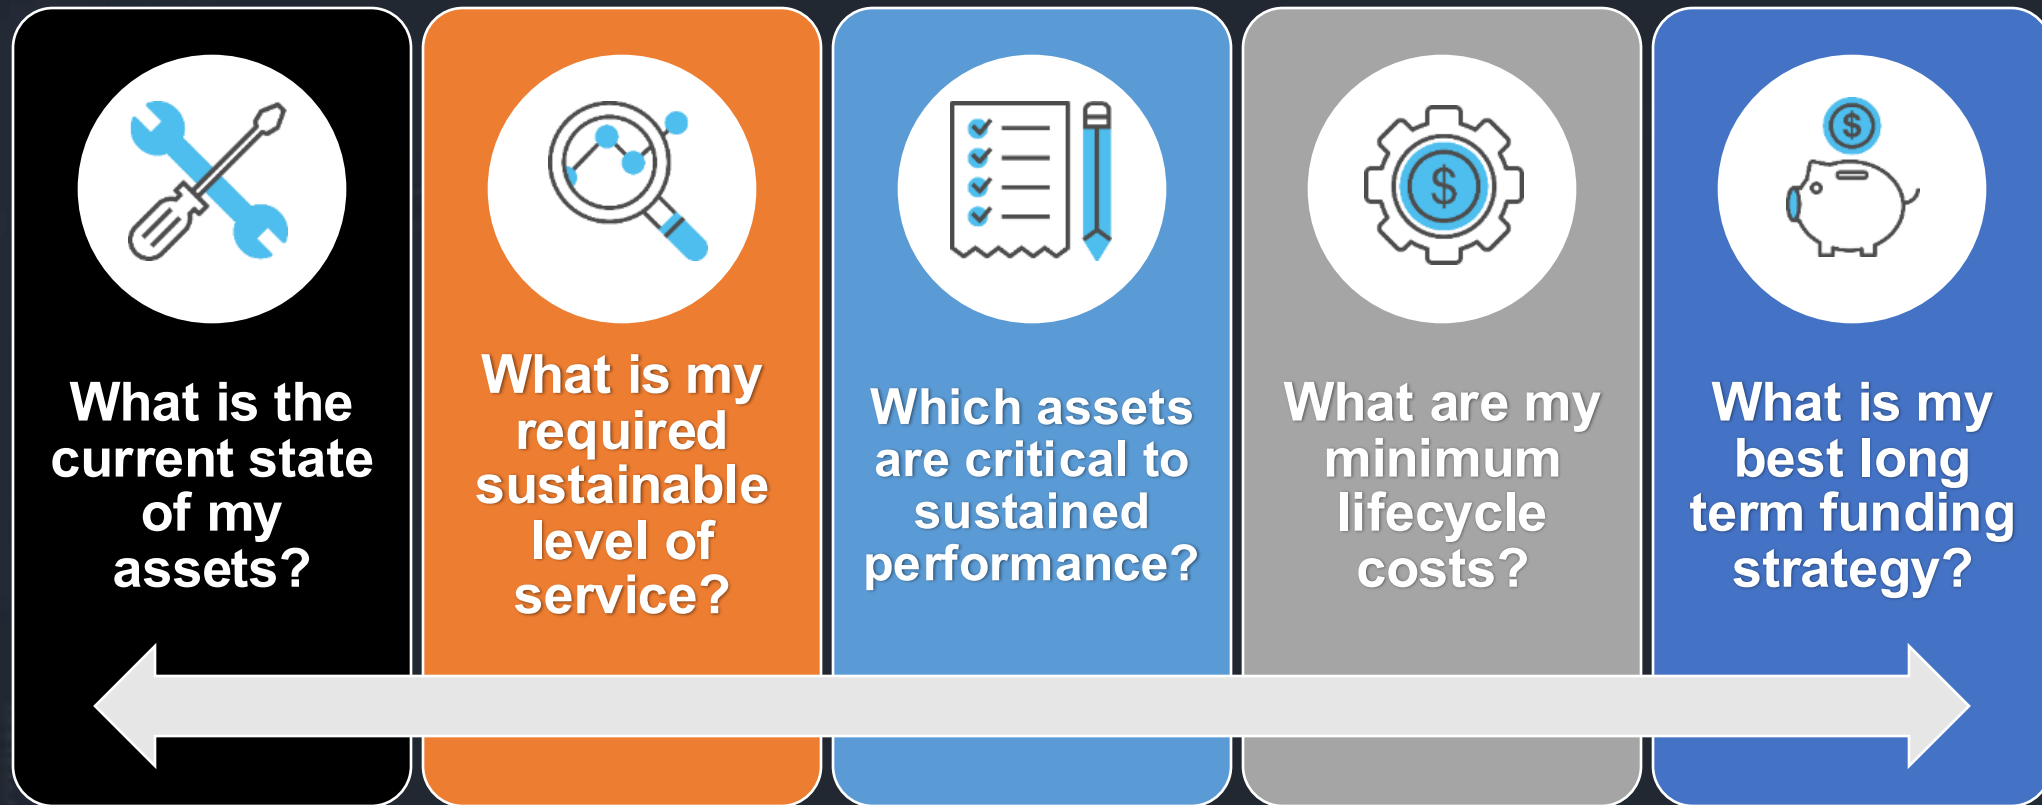 What is the
current state
of my
assets?
What is my
required
sustainable
level of
service?
Which assets
are critical to
sustained
performance?
What are my
minimum
lifecycle
costs?
What is my
best long
term funding
strategy?
$
$